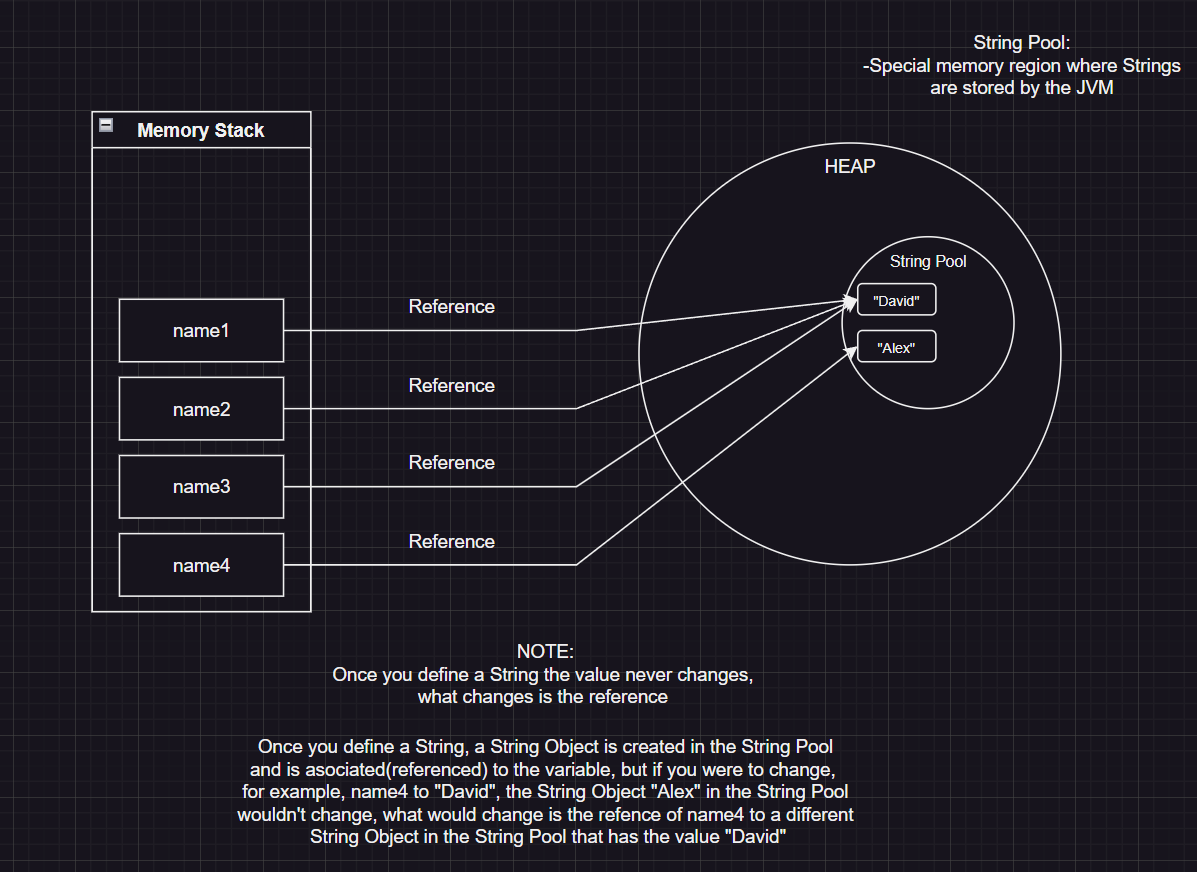 String Pool:
-Special memory region where Strings
are stored by the JVM
Memory Stack
HEAP
String Pool
"David"
"Alex"
name1
Reference
name2
Reference
name3
Reference
name4
Reference
NOTE:
Once you define a String the value never changes,
what changes is the reference
Once you define a String, a String Object is created in the String Pool
and is asociated(referenced) to the variable, but if you were to change,
for example, name4 to "David", the String Object "Alex" in the String Pool
wouldn't change, what would change is the refence of name4 to a different
String Object in the String Pool that has the value "David"